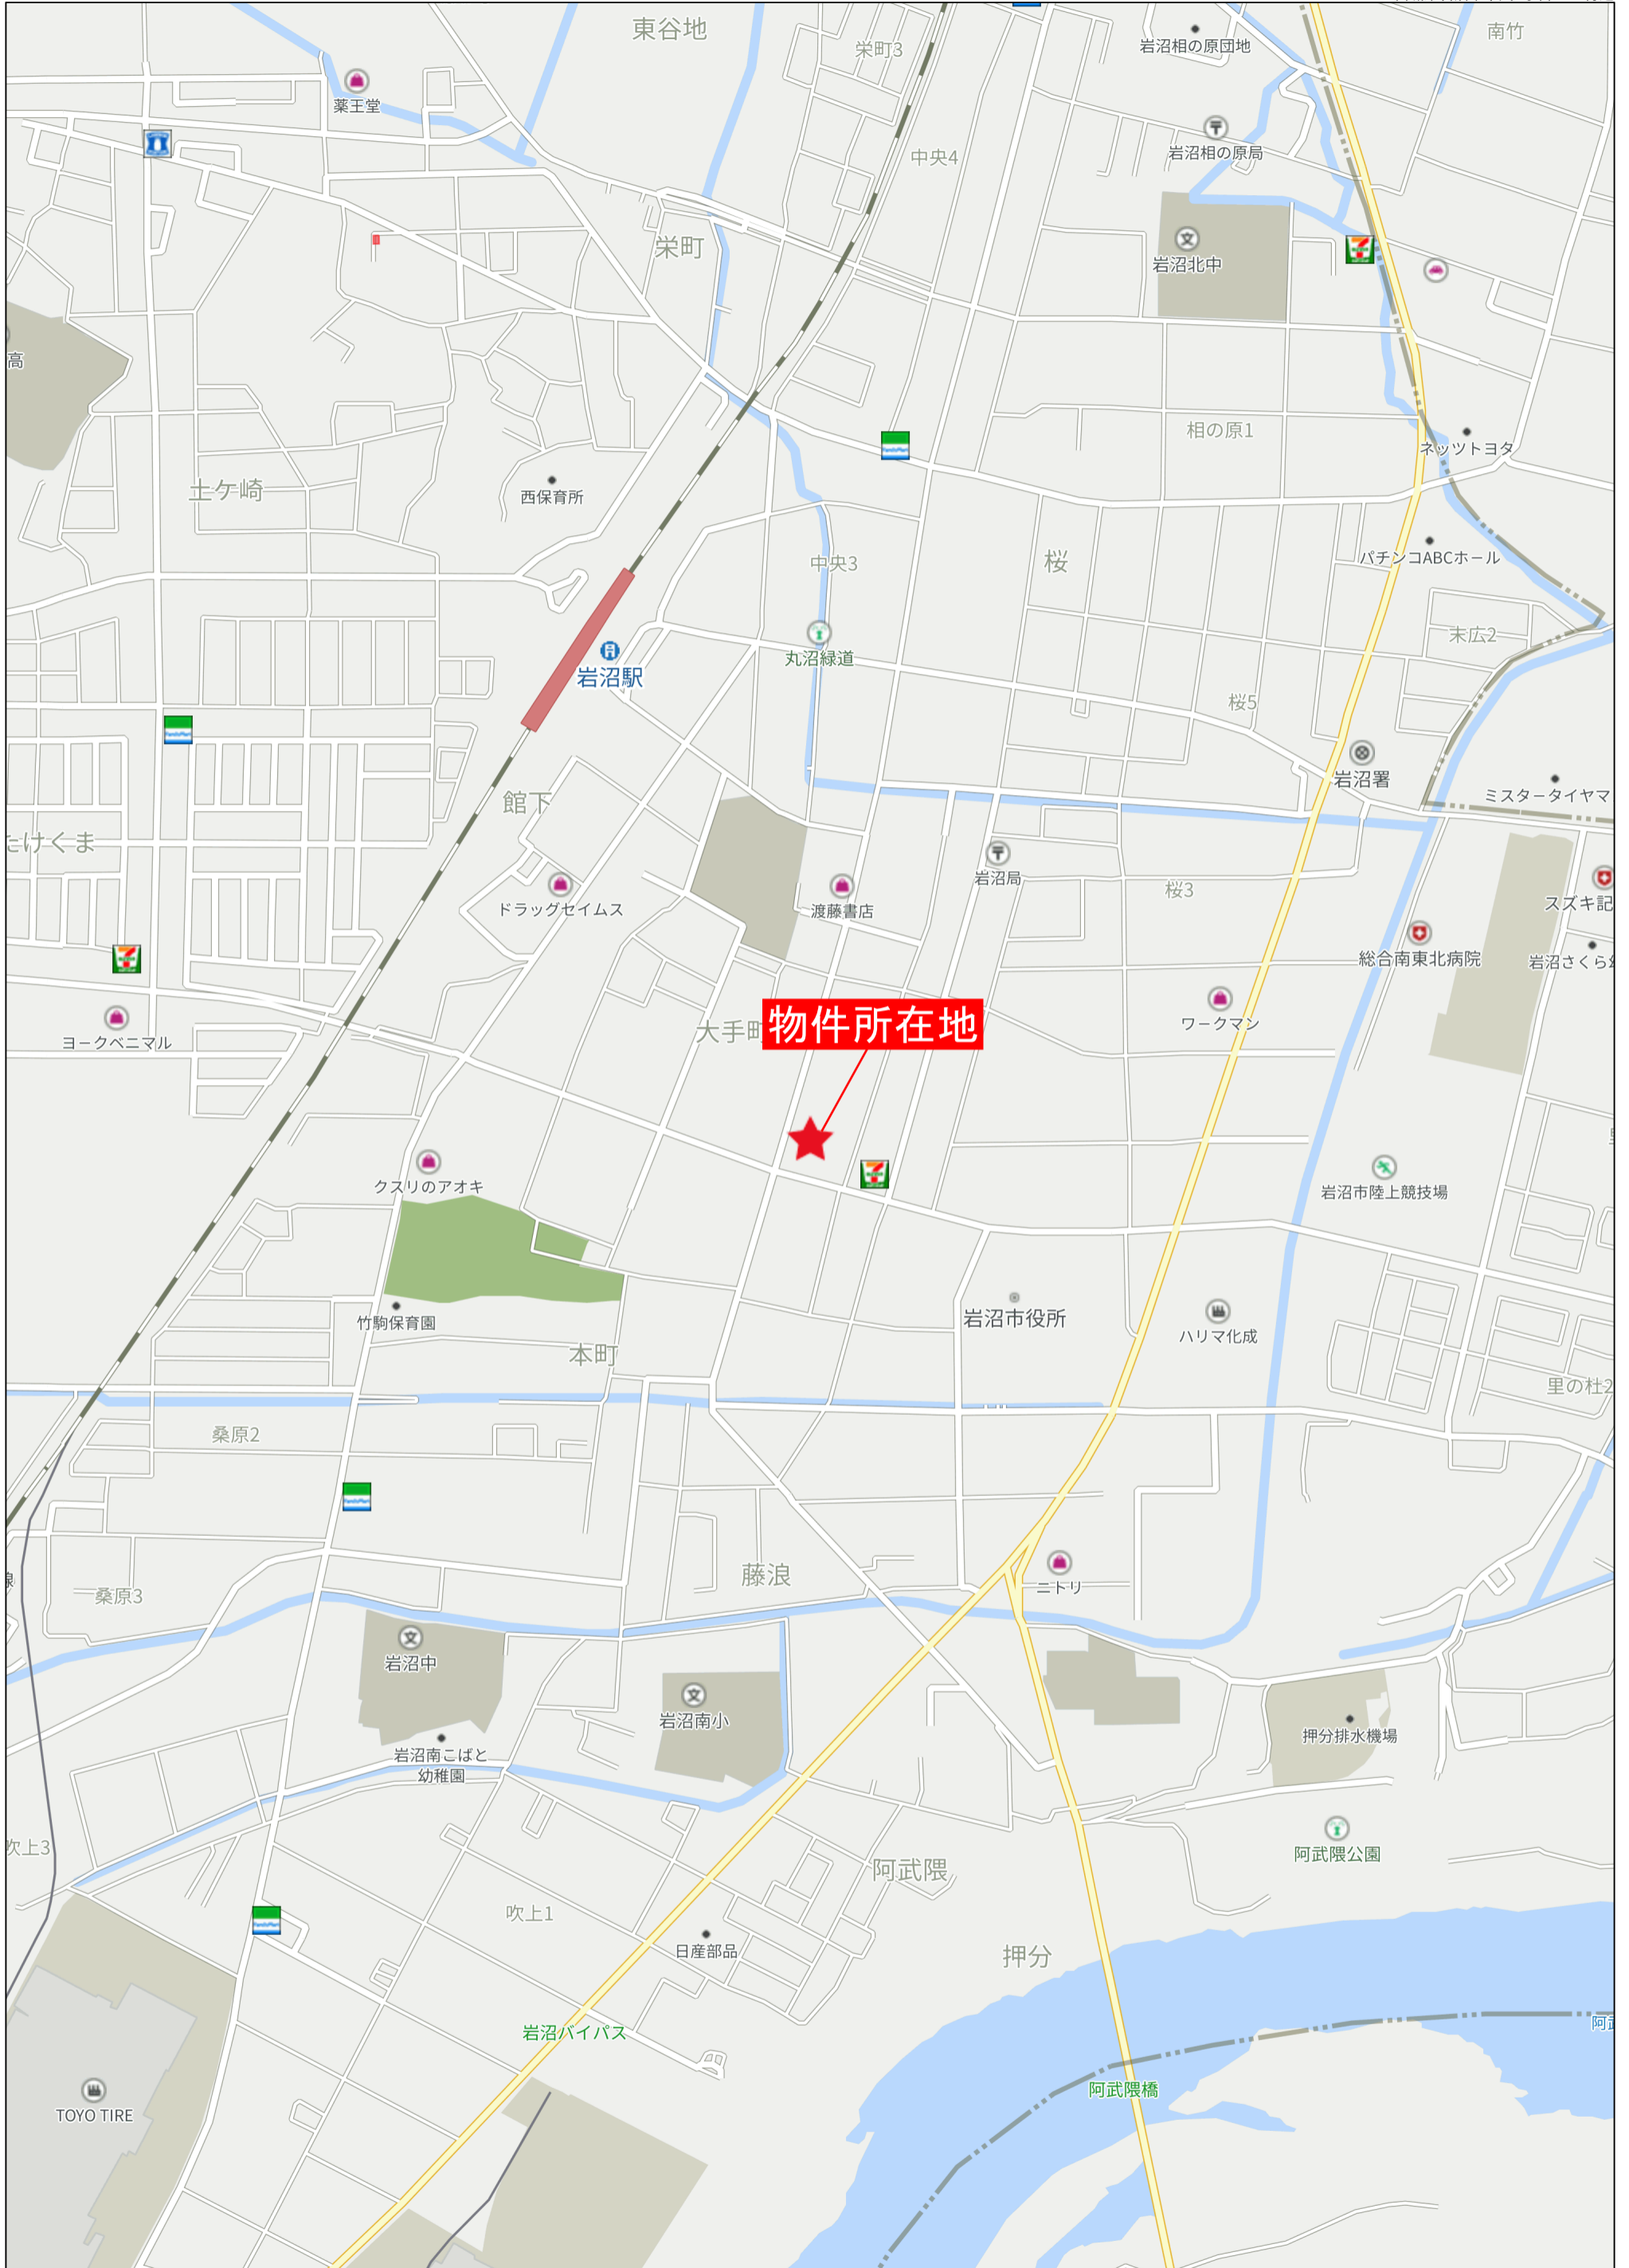 東谷地
栄町3
岩沼相の原団地
南竹
薬王堂
岩沼相の原局
中央4
栄町
岩沼北中
高
相の原1
ネッツトヨタ
土ケ崎
西保育所
中央3
桜
パチンコABCホール
末広2
丸沼緑道
岩沼駅
桜5
岩沼署
ミスタータイヤマ
館下
たけくま
岩沼局
桜3
ドラッグセイムス
渡藤書店
スズキ記
総合南東北病院
岩沼さくら
ワークマン
大手町
物件所在地
ヨークベニマル
クスリのアオキ
岩沼市陸上競技場
岩沼市役所
竹駒保育園
ハリマ化成
本町
里の杜2
桑原2
藤浪
ニトリ
桑原3
岩沼中
岩沼南小
押分排水機場
岩沼南こばと
幼稚園
吹上3
阿武隈公園
阿武隈
吹上1
日産部品
押分
岩沼バイパス
阿武隈橋
TOYO TIRE